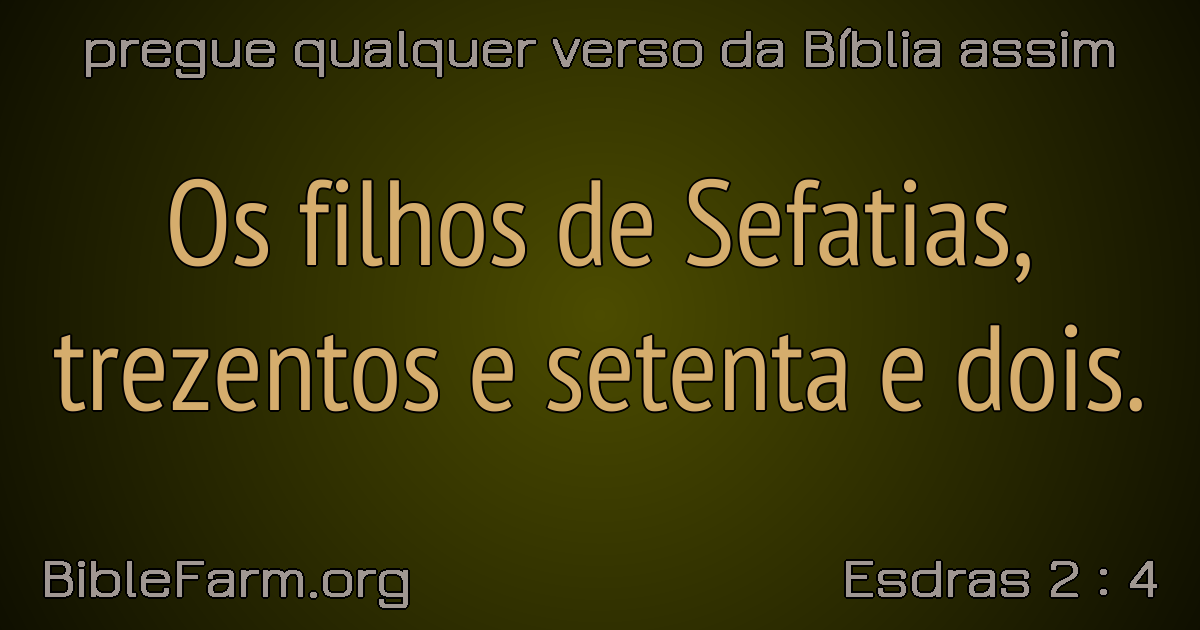 pregue qualquer verso da Bíblia assim
Os filhos de Sefatias,
trezentos e setenta e dois.
BibleFarm.org
Esdras 2 : 4